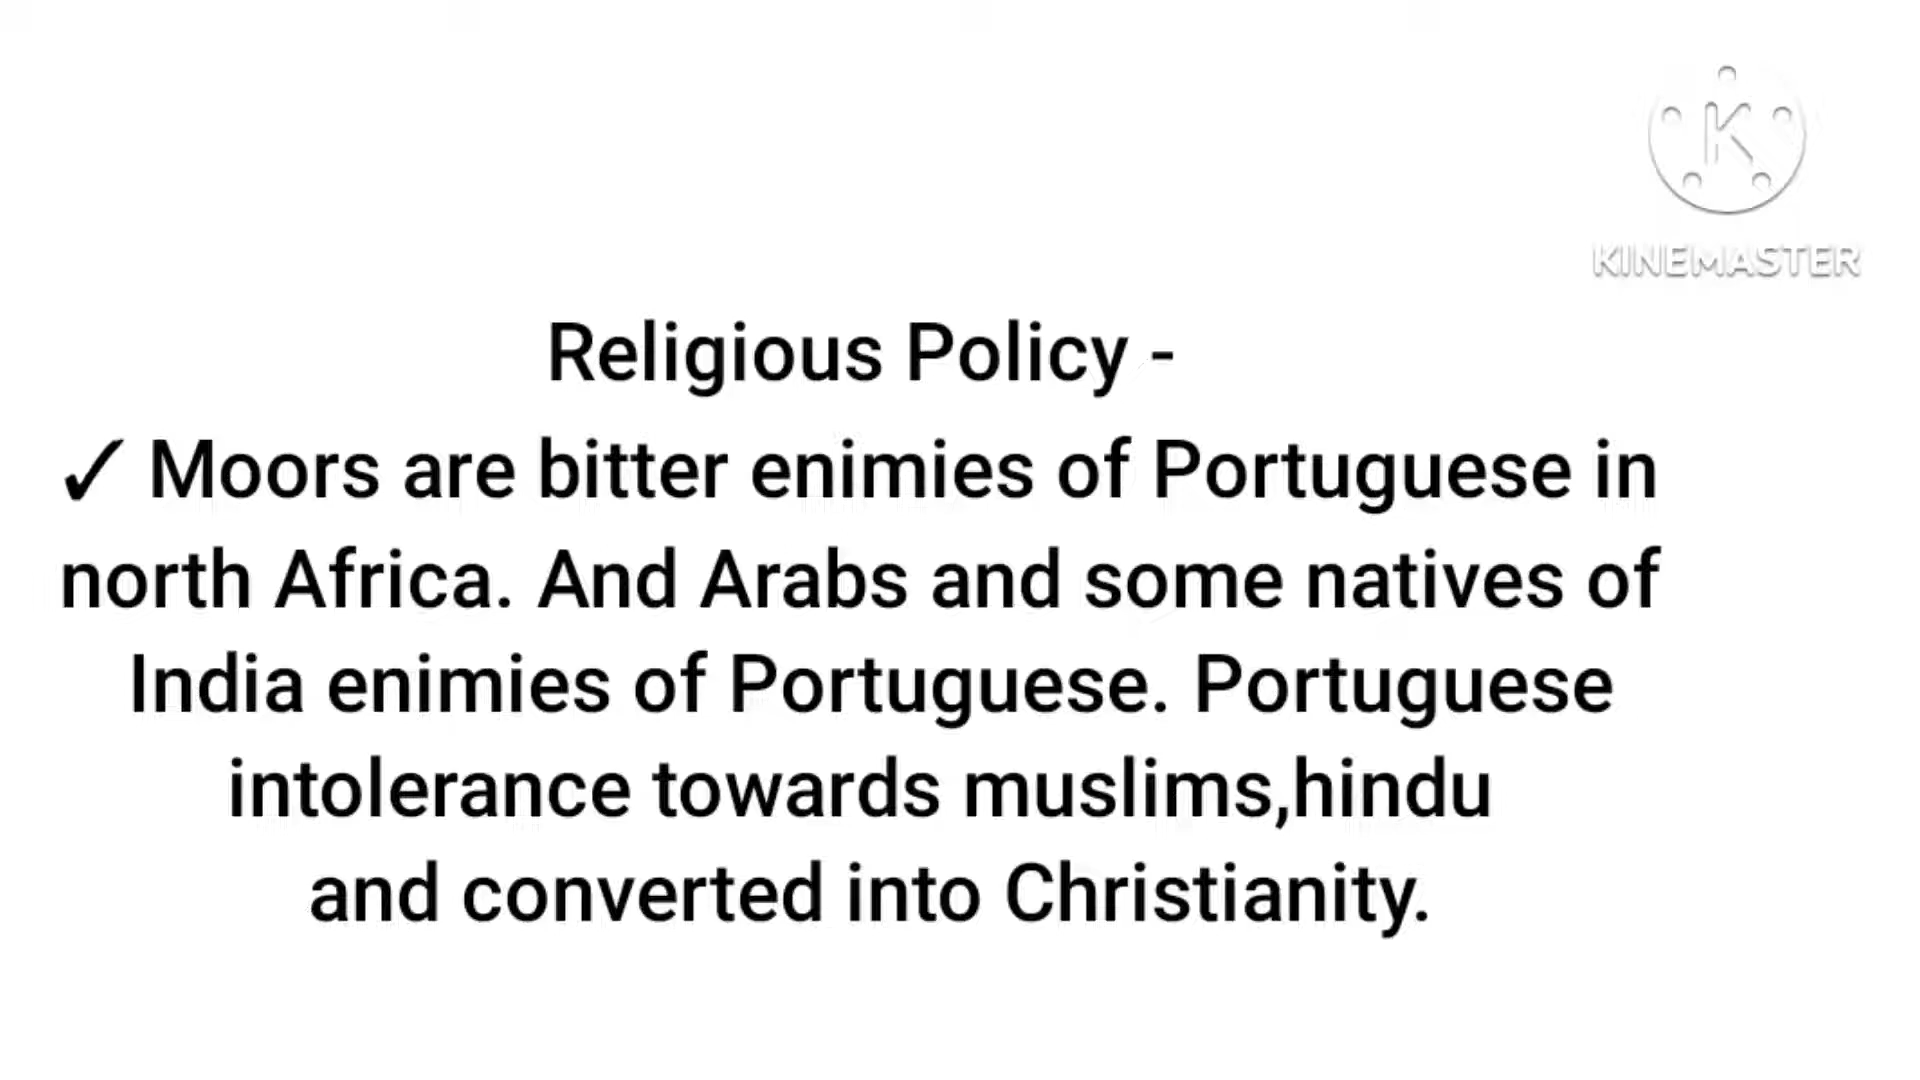 KINEMASTER
Religious Policy -
✓ Moors are bitter enimies of Portuguese in
north Africa. And Arabs and some natives of
India enimies of Portuguese. Portuguese
intolerance towards muslims,hindu
and converted into Christianity.